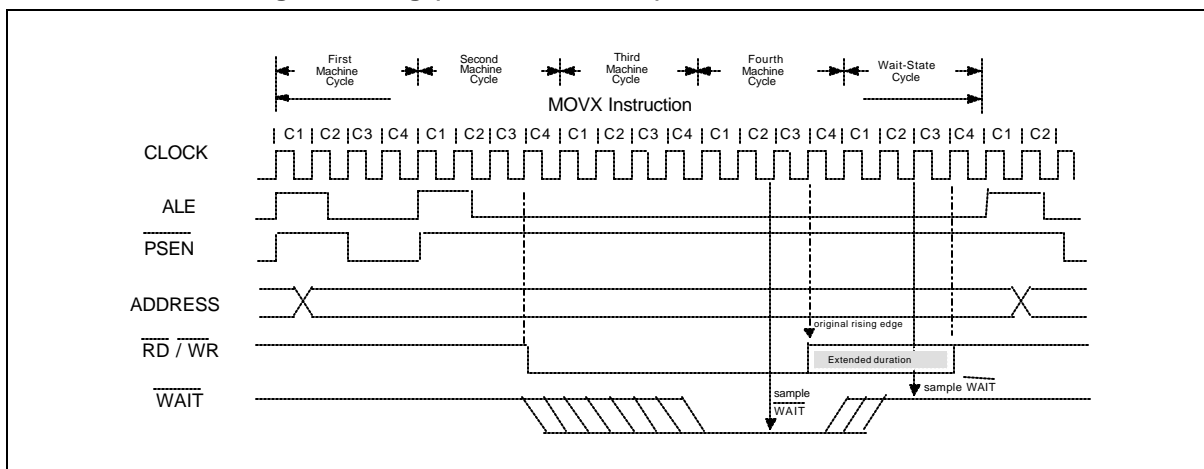 First Machine Cycle
Second Machine Cycle
Third Machine Cycle
Fourth Machine Cycle
Wait-State Cycle
MOVX Instruction
C1 C2 C3 C4 C1 C2 C3 C4 C1 C2 C3 C4 C1 C2 C3 C4 C1 C2 C3 C4 C1 C2
CLOCK
ALE
PSEN
ADDRESS
original rising edge
RD / WR
Extended duration
sample WAIT
sample WAIT
WAIT